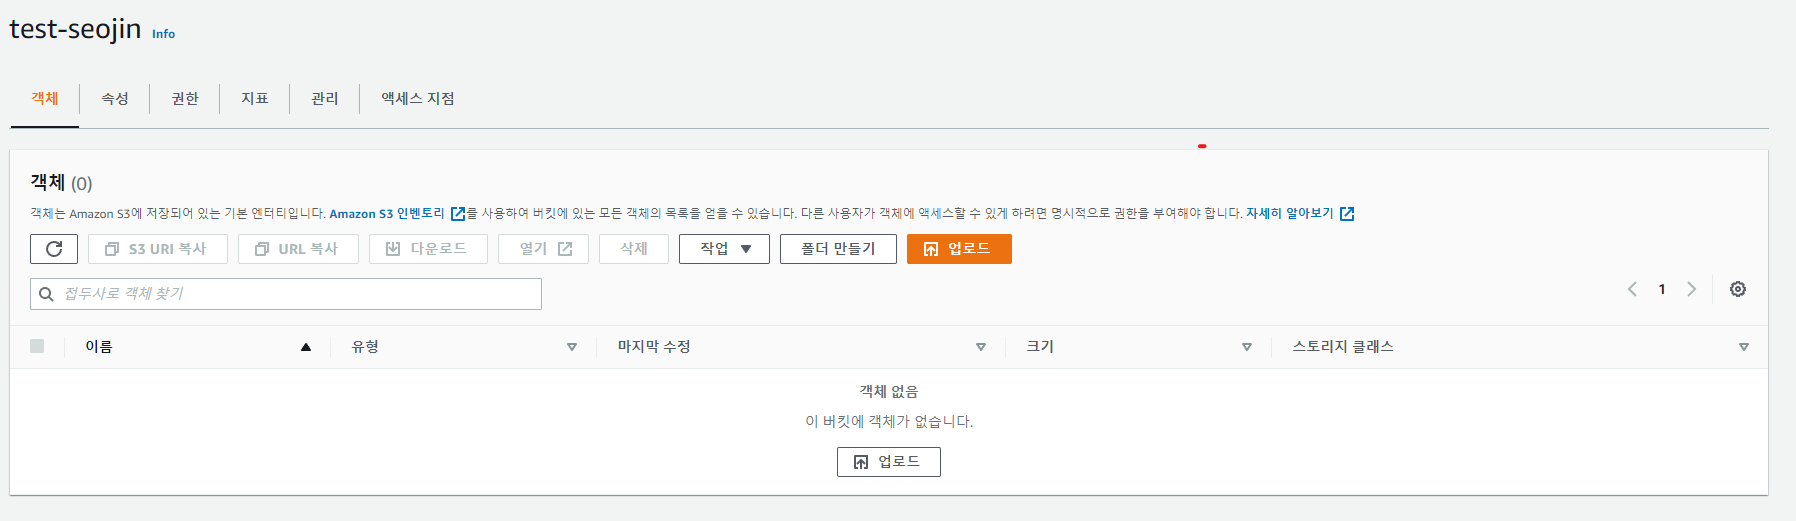 test-seojin Info
객체 속성 권한 지표 관리 액세스 지점
객체 (0)
객체는 Amazon S3에 저장되어 있는 기본 엔터티입니다. Amazon S3 인벤토리 를 사용하여 버킷에 있는 모든 객체의 목록을 얻을 수 있습니다. 다른 사용자가 객체에 액세스할 수 있게 하려면 명시적으로 권한을 부여해야 합니다. 자세히 알아보기
S3 URI 복사 URL 복사 다운로드 열기 삭제 작업 폴더 만들기 업로드
접두사로 객체 찾기 1
이름 유형 마지막 수정 크기 스토리지 클래스
객체 없음
이 버킷에 객체가 없습니다.
업로드